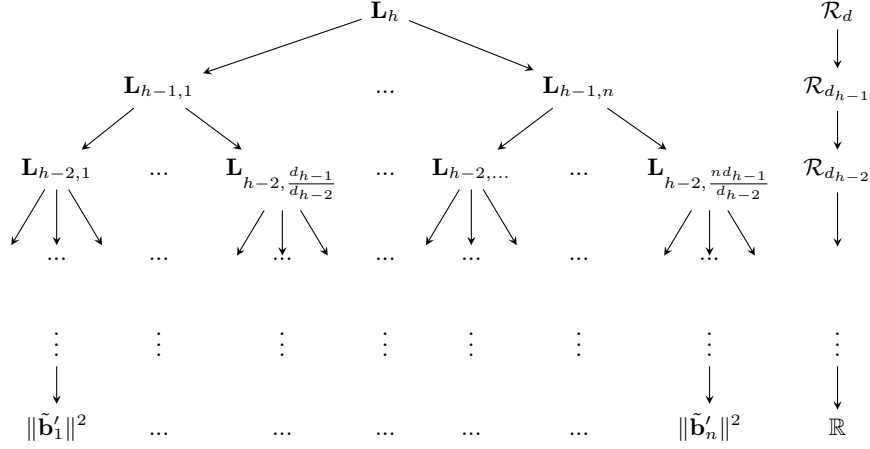 𝐋_h 𝓡_d
𝐋_{h−1,1} ... 𝐋_{h−1,n} 𝓡_{d_{h−1}}
𝐋_{h−2,1} ... 𝐋_{h−2,\frac{d_{h−1}}{d_{h−2}}} ... 𝐋_{h−2,...} ... 𝐋_{h−2,\frac{nd_{h−1}}{d_{h−2}}} 𝓡_{d_{h−2}}
... ... ... ... ... ... ...
⋮ ⋮ ⋮ ⋮ ⋮ ⋮ ⋮ ⋮
‖𝐛̃′_1‖² ... ... ... ... ... ‖𝐛̃′_n‖² ℝ